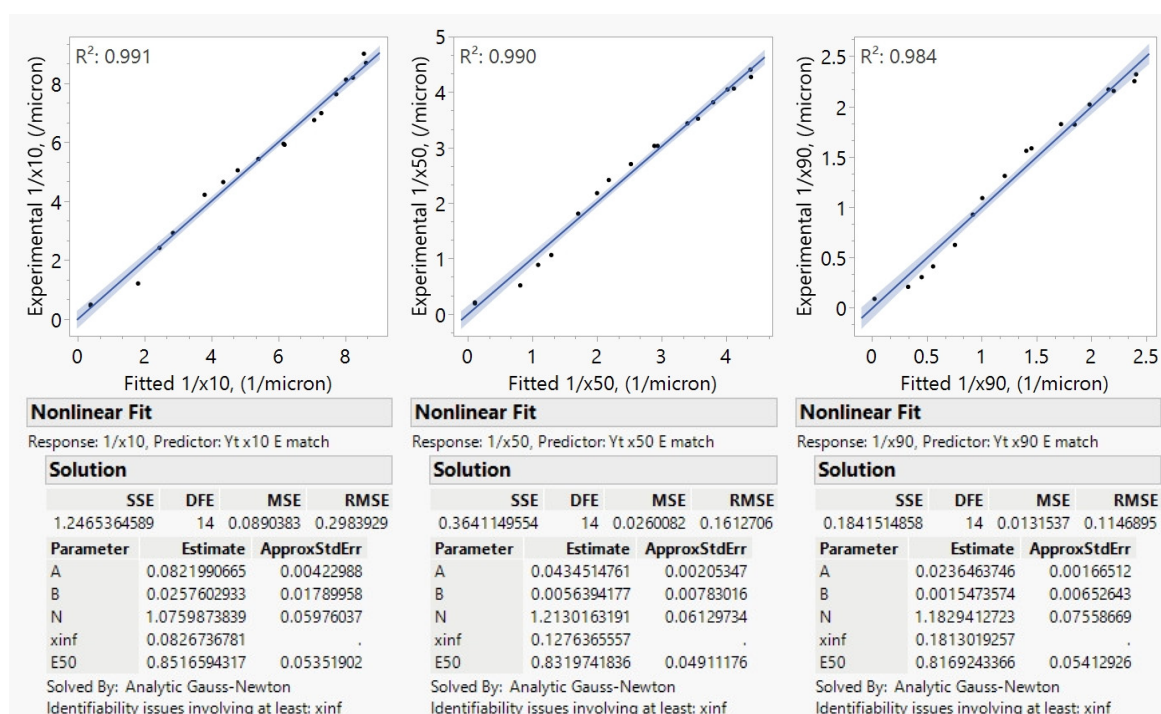 R²: 0.991
Experimental 1/x10, (/micron)
8
6
4
2
0
0 2 4 6 8
Fitted 1/x10, (1/micron)
R²: 0.990
Experimental 1/x50, (/micron)
5
4
3
2
1
0
0 1 2 3 4
Fitted 1/x50, (1/micron)
R²: 0.984
Experimental 1/x90, (/micron)
2.5
2
1.5
1
0.5
0
0 0.5 1 1.5 2 2.5
Fitted 1/x90, (1/micron)
Nonlinear Fit
Response: 1/x10, Predictor: Yt x10 E match
Solution
SSE DFE MSE RMSE
1.2465364589 14 0.0890383 0.2983929
Parameter Estimate ApproxStdErr
A 0.0821990665 0.00422988
B 0.0257602933 0.01789958
N 1.0759873839 0.05976037
xinf 0.0826736781 .
E50 0.8516594317 0.05351902
Solved By: Analytic Gauss-Newton
Identifiability issues involving at least: xinf
Nonlinear Fit
Response: 1/x50, Predictor: Yt x50 E match
Solution
SSE DFE MSE RMSE
0.3641149554 14 0.0260082 0.1612706
Parameter Estimate ApproxStdErr
A 0.0434514761 0.00205347
B 0.0056394177 0.00783016
N 1.2130163191 0.06129734
xinf 0.1276365557 .
E50 0.8319741836 0.04911176
Solved By: Analytic Gauss-Newton
Identifiability issues involving at least: xinf
Nonlinear Fit
Response: 1/x90, Predictor: Yt x90 E match
Solution
SSE DFE MSE RMSE
0.1841514858 14 0.0131537 0.1146895
Parameter Estimate ApproxStdErr
A 0.0236463746 0.00166512
B 0.0015473574 0.00652643
N 1.1829412723 0.07558669
xinf 0.1813019257 .
E50 0.8169243366 0.05412926
Solved By: Analytic Gauss-Newton
Identifiability issues involving at least: xinf